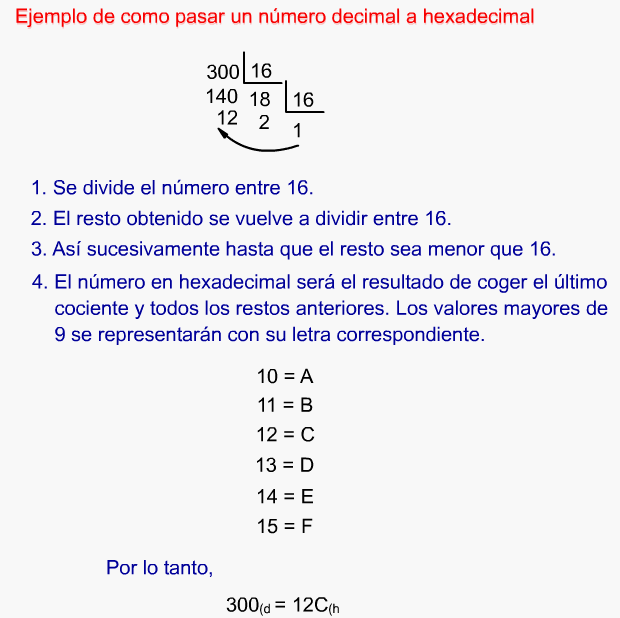 Ejemplo de como pasar un número decimal a hexadecimal
300 16
140 18 16
12 2 1
1. Se divide el número entre 16.
2. El resto obtenido se vuelve a dividir entre 16.
3. Así sucesivamente hasta que el resto sea menor que 16.
4. El número en hexadecimal será el resultado de coger el último
cociente y todos los restos anteriores. Los valores mayores de
9 se representarán con su letra correspondiente.
10 = A
11 = B
12 = C
13 = D
14 = E
15 = F
Por lo tanto,
300(d = 12C(h